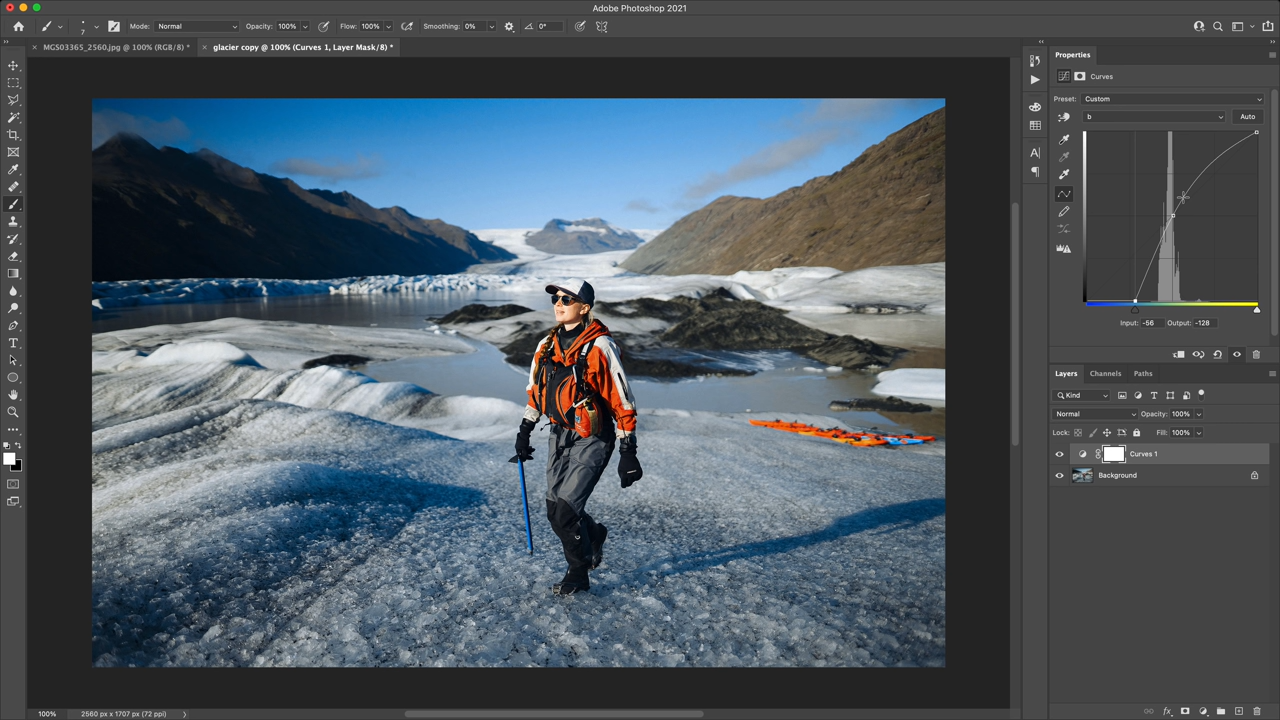 Adobe Photoshop 2021
7 Mode: Normal Opacity: 100% Flow: 100% Smoothing: 0% 0°
MGS03365_2560.jpg @ 100% (RGB/8) *
glacier copy @ 100% (Curves 1, Layer Mask/8) *
Properties
Curves
Preset: Custom
b Auto
Input: -56 Output: -128
Layers Channels Paths
Kind
Normal Opacity: 100%
Lock: Fill: 100%
Curves 1
Background
100% 2560 px x 1707 px (72 ppi)